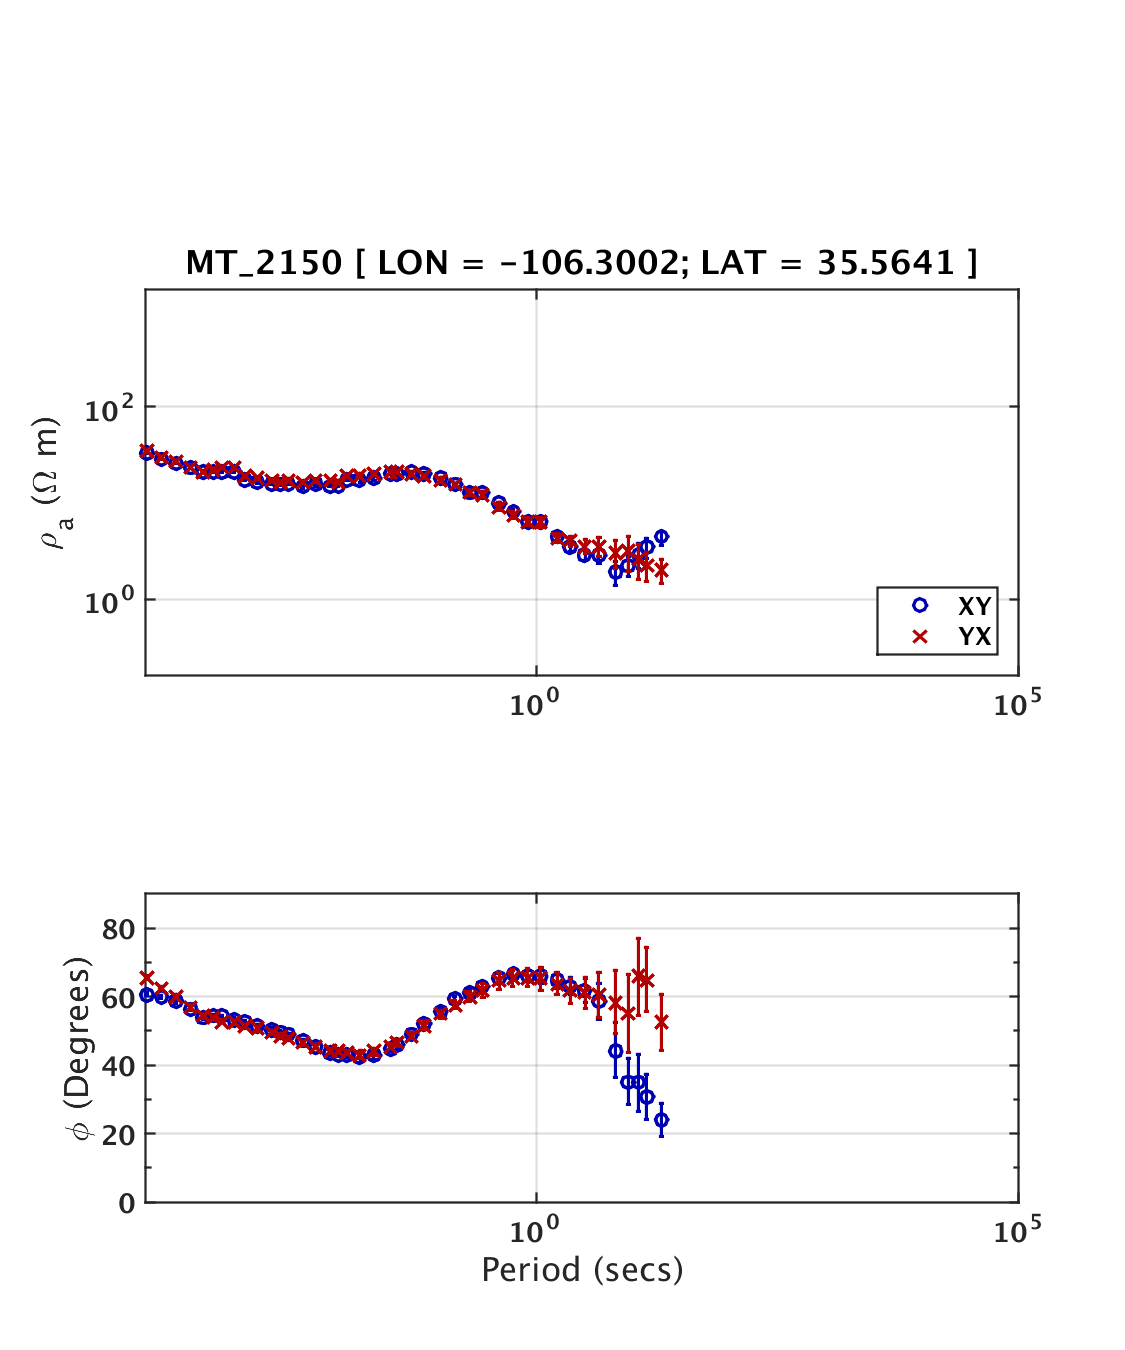 MT_2150 [ LON = -106.3002; LAT = 35.5641 ]
ρa (Ω m)
10^2
10^0
XY
YX
10^0 10^5
ϕ (Degrees)
80
60
40
20
0
10^0 10^5
Period (secs)